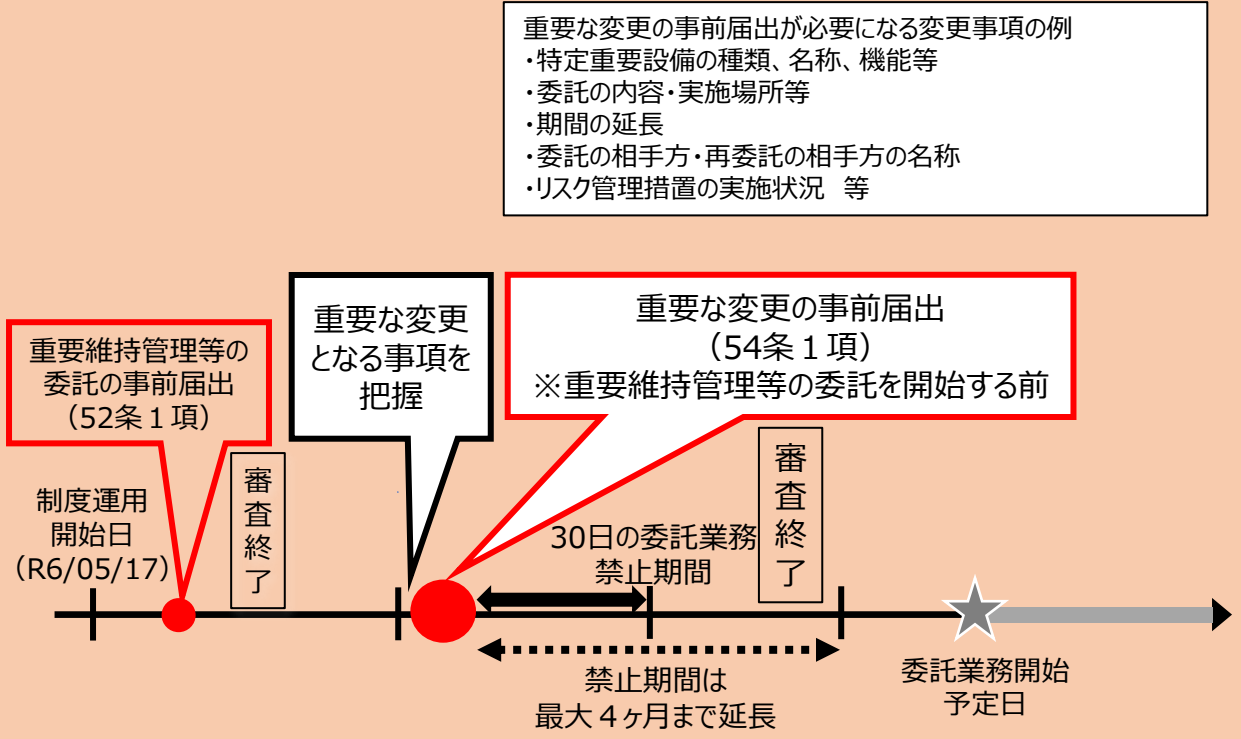 重要な変更の事前届出が必要になる変更事項の例
・特定重要設備の種類、名称、機能等
・委託の内容・実施場所等
・期間の延長
・委託の相手方・再委託の相手方の名称
・リスク管理措置の実施状況　等
重要維持管理等の
委託の事前届出
（52条１項）
重要な変更
となる事項を
把握
重要な変更の事前届出
（54条１項）
※重要維持管理等の委託を開始する前
制度運用
開始日
（R6/05/17）
審査終了
30日の委託業務
禁止期間
審査終了
禁止期間は
最大４ヶ月まで延長
委託業務開始
予定日